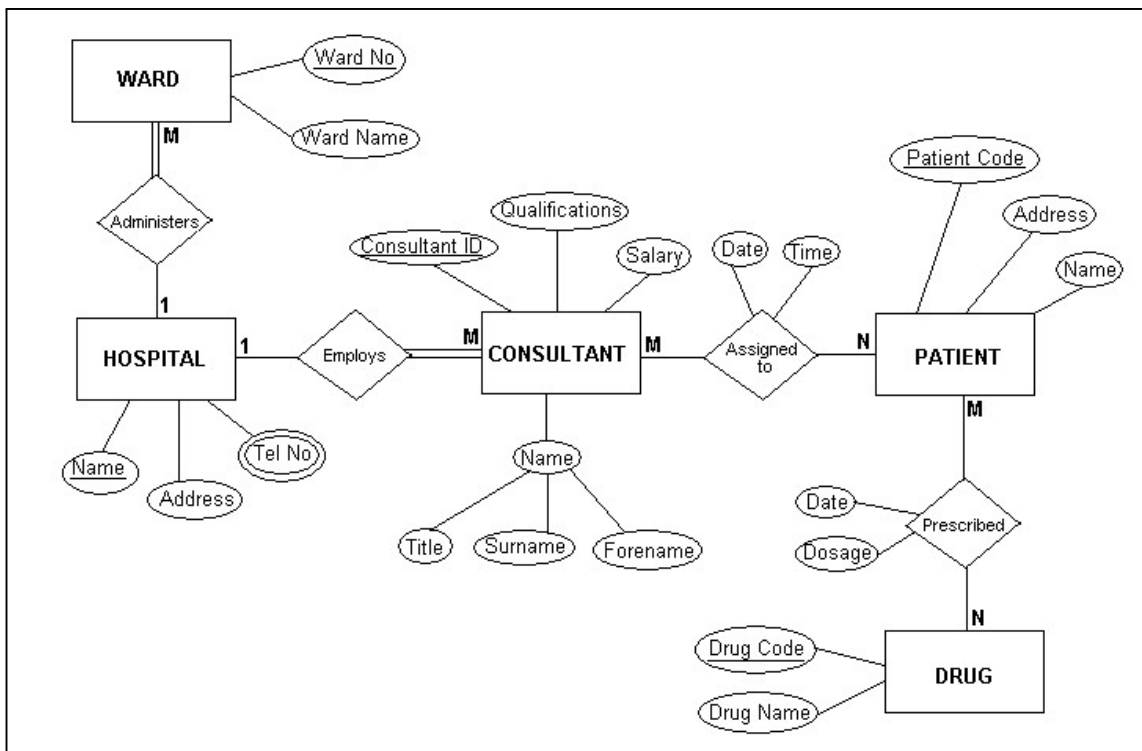 WARD
Ward No
Ward Name
M
Administers
1
HOSPITAL
Name
Address
Tel No
1
Employs
M
CONSULTANT
Consultant ID
Qualifications
Salary
Name
Title
Surname
Forename
M
Assigned
to
Date
Time
N
PATIENT
Patient Code
Address
Name
M
Prescribed
Date
Dosage
N
DRUG
Drug Code
Drug Name